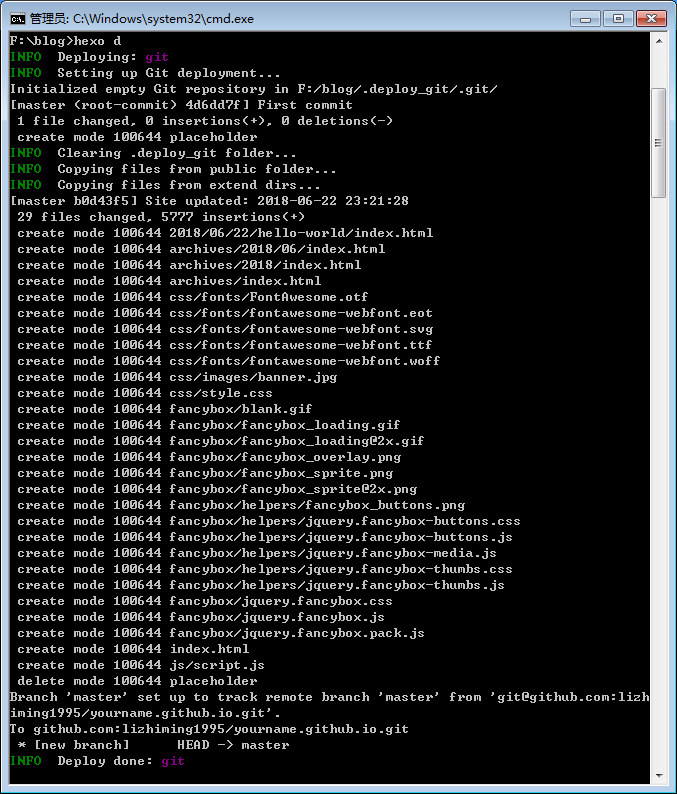 管理员: C:\Windows\system32\cmd.exe
F:\blog>hexo d
INFO  Deploying: git
INFO  Setting up Git deployment...
Initialized empty Git repository in F:/blog/.deploy_git/.git/
[master (root-commit) 4d6dd7f] First commit
 1 file changed, 0 insertions(+), 0 deletions(-)
 create mode 100644 placeholder
INFO  Clearing .deploy_git folder...
INFO  Copying files from public folder...
INFO  Copying files from extend dirs...
[master b0d43f5] Site updated: 2018-06-22 23:21:28
 29 files changed, 5777 insertions(+)
 create mode 100644 2018/06/22/hello-world/index.html
 create mode 100644 archives/2018/06/index.html
 create mode 100644 archives/2018/index.html
 create mode 100644 archives/index.html
 create mode 100644 css/fonts/FontAwesome.otf
 create mode 100644 css/fonts/fontawesome-webfont.eot
 create mode 100644 css/fonts/fontawesome-webfont.svg
 create mode 100644 css/fonts/fontawesome-webfont.ttf
 create mode 100644 css/fonts/fontawesome-webfont.woff
 create mode 100644 css/images/banner.jpg
 create mode 100644 css/style.css
 create mode 100644 fancybox/blank.gif
 create mode 100644 fancybox/fancybox_loading.gif
 create mode 100644 fancybox/fancybox_loading@2x.gif
 create mode 100644 fancybox/fancybox_overlay.png
 create mode 100644 fancybox/fancybox_sprite.png
 create mode 100644 fancybox/fancybox_sprite@2x.png
 create mode 100644 fancybox/helpers/fancybox_buttons.png
 create mode 100644 fancybox/helpers/jquery.fancybox-buttons.css
 create mode 100644 fancybox/helpers/jquery.fancybox-buttons.js
 create mode 100644 fancybox/helpers/jquery.fancybox-media.js
 create mode 100644 fancybox/helpers/jquery.fancybox-thumbs.css
 create mode 100644 fancybox/helpers/jquery.fancybox-thumbs.js
 create mode 100644 fancybox/jquery.fancybox.css
 create mode 100644 fancybox/jquery.fancybox.js
 create mode 100644 fancybox/jquery.fancybox.pack.js
 create mode 100644 index.html
 create mode 100644 js/script.js
 delete mode 100644 placeholder
Branch 'master' set up to track remote branch 'master' from 'git@github.com:lizh
iming1995/yourname.github.io.git'.
To github.com:lizhiming1995/yourname.github.io.git
 * [new branch]      HEAD -> master
INFO  Deploy done: git